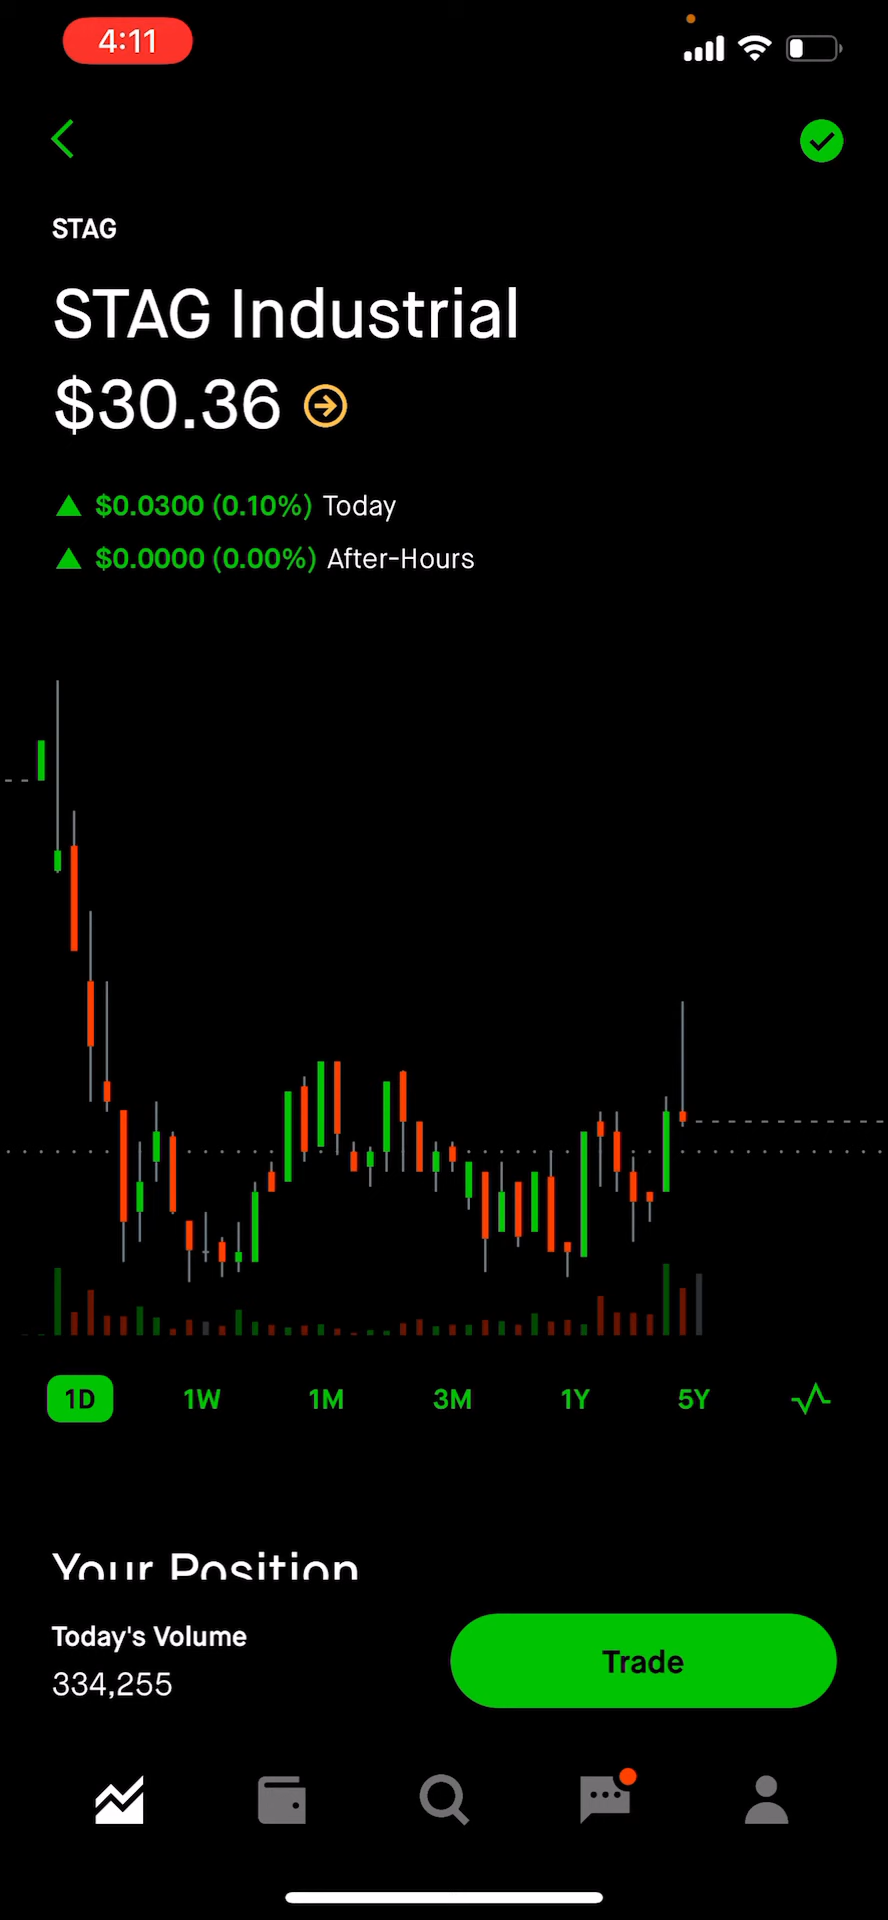 4:11
STAG
STAG Industrial
$30.36
$0.0300 (0.10%) Today
$0.0000 (0.00%) After-Hours
1D 1W 1M 3M 1Y 5Y
Your Position
Today's Volume
334,255
Trade